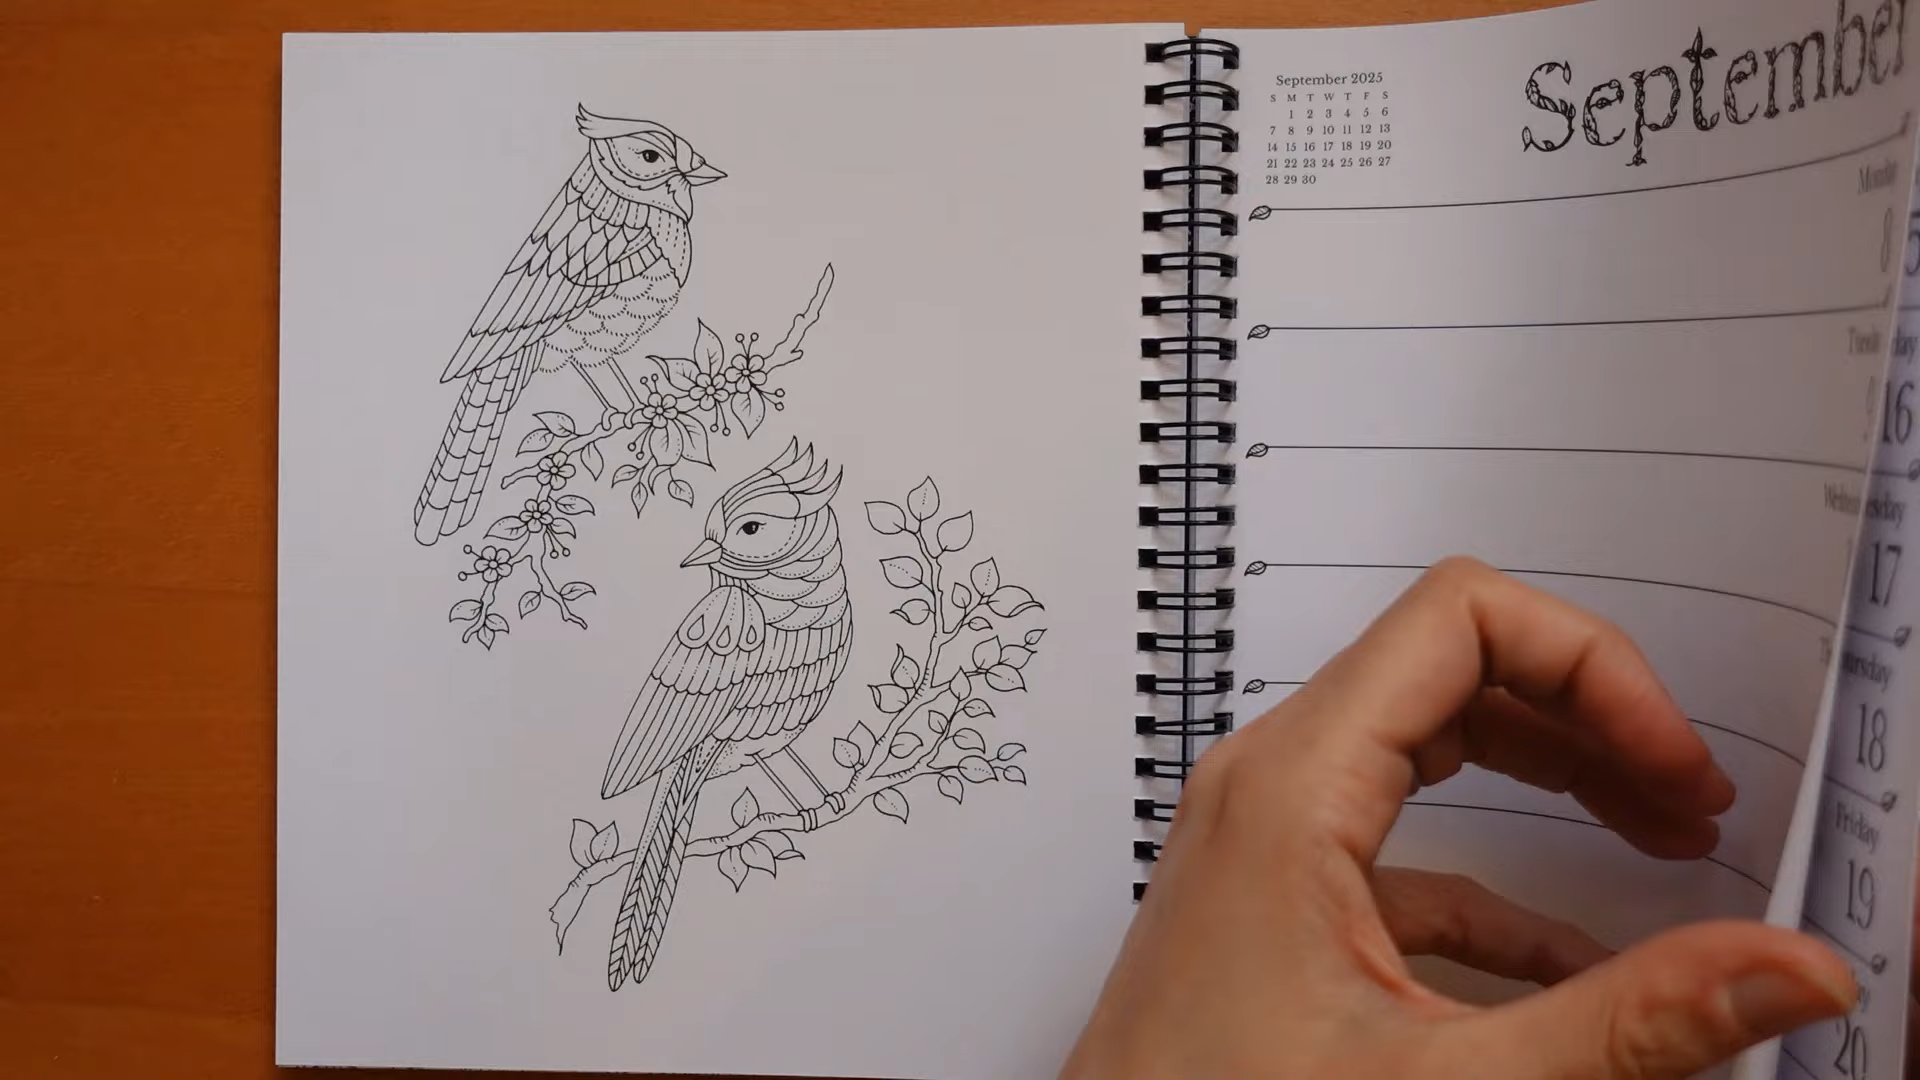 September 2025
S M T W T F S
1 2 3 4 5 6
7 8 9 10 11 12 13
14 15 16 17 18 19 20
21 22 23 24 25 26 27
28 29 30
September
Monday
8
16
17
18
Friday
19
20